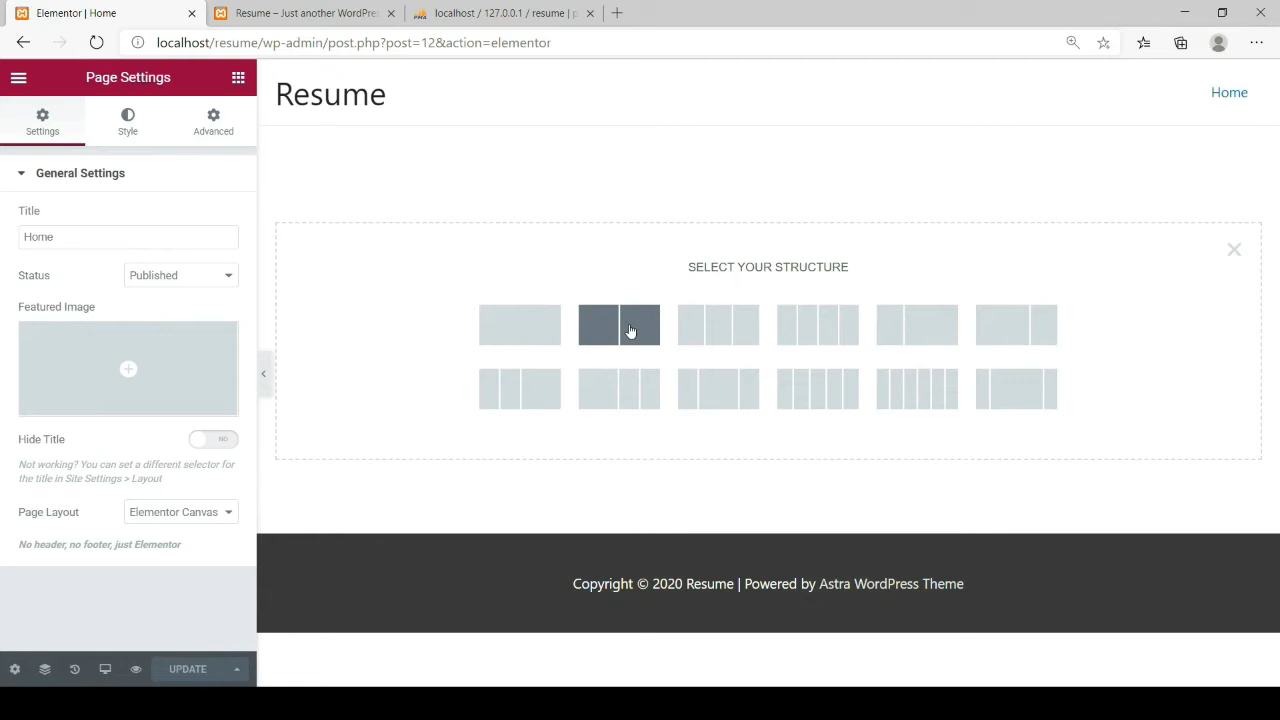 Elementor | Home
Resume – Just another WordPres
localhost / 127.0.0.1 / resume | p
localhost/resume/wp-admin/post.php?post=12&action=elementor
Page Settings
Settings
Style
Advanced
General Settings
Title
Home
Status
Published
Featured Image
Hide Title
NO
Not working? You can set a different selector for
the title in Site Settings > Layout
Page Layout
Elementor Canvas
No header, no footer, just Elementor
UPDATE
Resume
Home
SELECT YOUR STRUCTURE
Copyright © 2020 Resume | Powered by Astra WordPress Theme